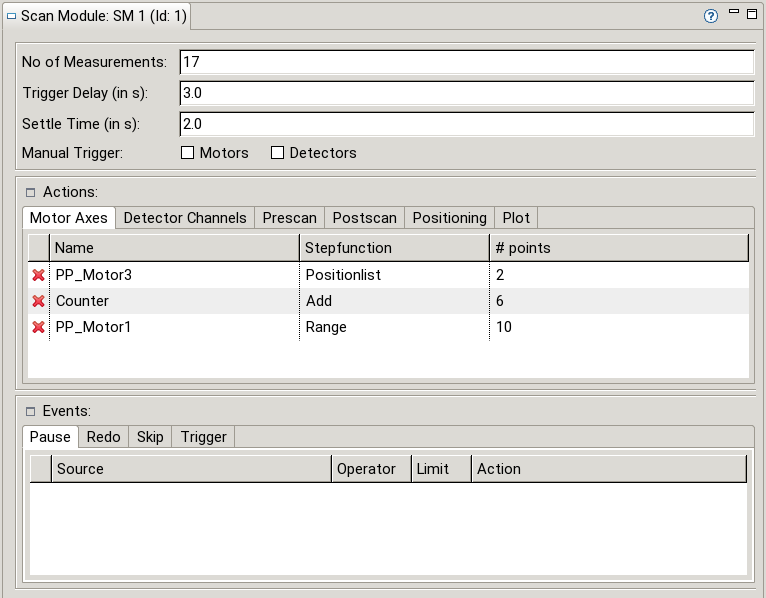 Scan Module: SM 1 (Id: 1)
?
No of Measurements: 17
Trigger Delay (in s): 3.0
Settle Time (in s): 2.0
Manual Trigger: Motors Detectors
Actions:
Motor Axes Detector Channels Prescan Postscan Positioning Plot
Name Stepfunction # points
PP_Motor3 Positionlist 2
Counter Add 6
PP_Motor1 Range 10
Events:
Pause Redo Skip Trigger
Source Operator Limit Action